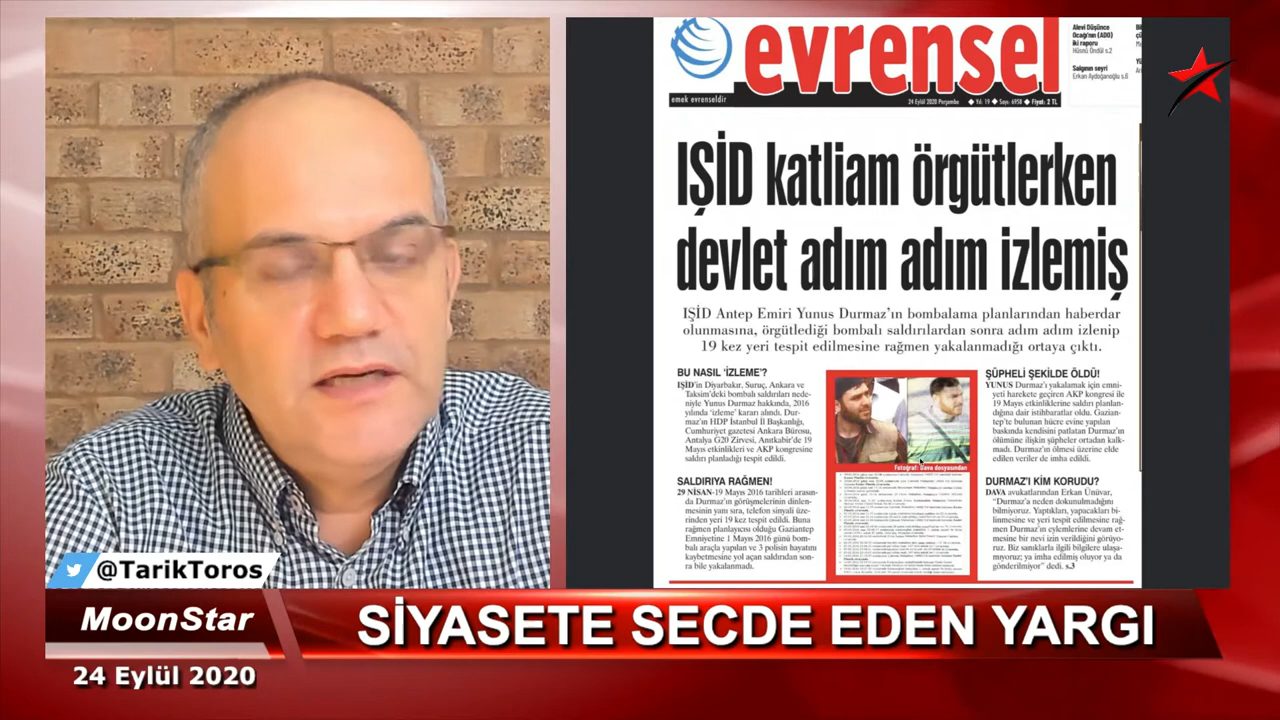 evrensel
emek evrenseldir
24 Eylül 2020 Perşembe ◆ Yıl: 19 ◆ Sayı: 6958 ◆ Fiyat: 2 TL
Alevi Düşünce
Ocağı'nın (ADO)
iki raporu
Hüsnü Öndül s.2
Salgının seyri
Erkan Aydoğanoğlu s.6
IŞİD katliam örgütlerken
devlet adım adım izlemiş
IŞİD Antep Emiri Yunus Durmaz'ın bombalama planlarından haberdar
olunmasına, örgütlediği bombalı saldırılardan sonra adım adım izlenip
19 kez yeri tespit edilmesine rağmen yakalanmadığı ortaya çıktı.
BU NASIL 'İZLEME'?
IŞİD'in Diyarbakır, Suruç, Ankara ve
Taksim'deki bombalı saldırıları nede-
niyle Yunus Durmaz hakkında, 2016
yılında 'izleme' kararı alındı. Dur-
maz'ın HDP İstanbul İl Başkanlığı,
Cumhuriyet gazetesi Ankara Bürosu,
Antalya G20 Zirvesi, Anıtkabir'de 19
Mayıs etkinlikleri ve AKP kongresine
saldırı planladığı tespit edildi.
SALDIRIYA RAĞMEN!
29 NİSAN-19 Mayıs 2016 tarihleri arasın-
da Durmaz'ın görüşmelerinin dinlen-
mesinin yanı sıra, telefon sinyali üze-
rinden yeri 19 kez tespit edildi. Buna
rağmen planlayıcısı olduğu Gaziantep
Emniyetine 1 Mayıs 2016 günü bom-
balı araçla yapılan ve 3 polisin hayatını
kaybetmesine yol açan saldırıdan son-
ra bile yakalanmadı.
Fotoğraf: Dava dosyasından
ŞÜPHELİ ŞEKİLDE ÖLDÜ!
YUNUS Durmaz'ı yakalamak için emni-
yeti harekete geçiren AKP kongresi ile
19 Mayıs etkinliklerine saldırı planlan-
dığına dair istihbaratlar oldu. Gazian-
tep'te bulunan hücre evine yapılan
baskında kendisini patlatan Durmaz'ın
ölümüne ilişkin şüpheler ortadan kalk-
madı. Durmaz'ın ölmesi üzerine elde
edilen veriler de imha edildi.
DURMAZ'I KİM KORUDU?
DAVA avukatlarından Erkan Ünüvar,
"Durmaz'a neden dokunulmadığını
bilmiyoruz. Yaptıkları, yapacakları bi-
linmesine ve yeri tespit edilmesine rağ-
men Durmaz'ın eylemlerine devam et-
mesine bir nevi izin verildiğini görüyo-
ruz. Biz sanıklarla ilgili bilgilere ulaşa-
mıyoruz; ya imha edilmiş oluyor ya da
gönderilmiyor" dedi. s.3
MoonStar
SİYASETE SECDE EDEN YARGI
24 Eylül 2020